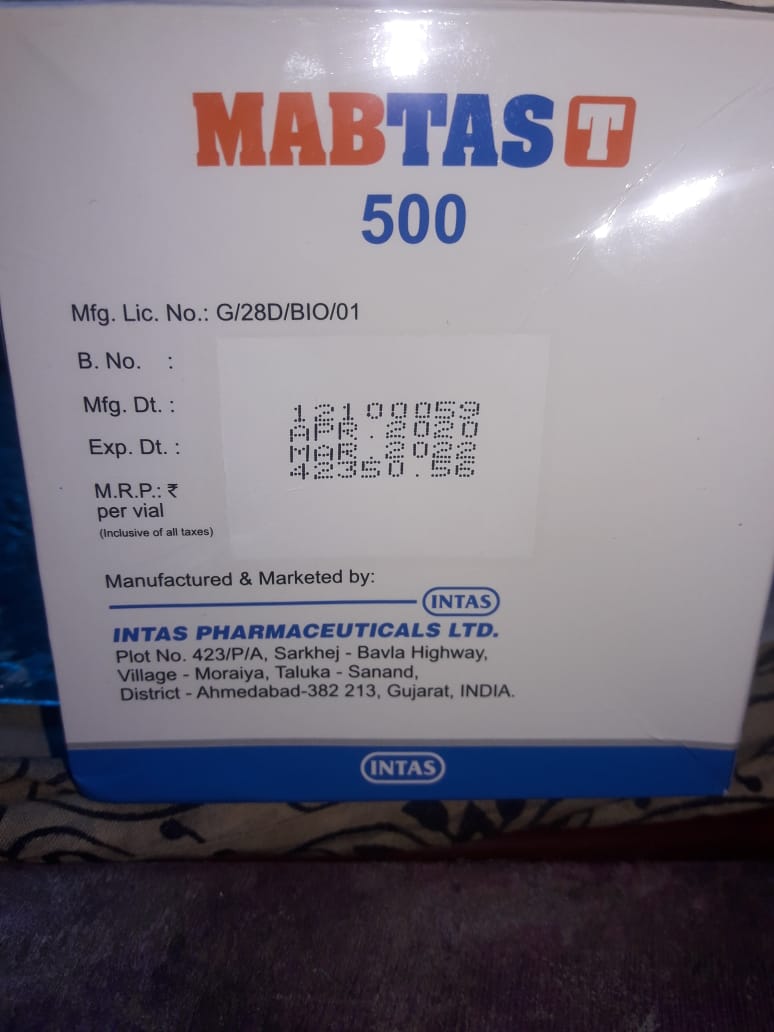 MABTAS T
500
Mfg. Lic. No.: G/28D/BIO/01
B. No. :
Mfg. Dt. :
Exp. Dt. :
M.R.P.: ₹
per vial
(Inclusive of all taxes)
12100059
APR.2020
MAR.2022
42350.56
Manufactured & Marketed by:
INTAS
INTAS PHARMACEUTICALS LTD.
Plot No. 423/P/A, Sarkhej - Bavla Highway,
Village - Moraiya, Taluka - Sanand,
District - Ahmedabad-382 213, Gujarat, INDIA.
INTAS